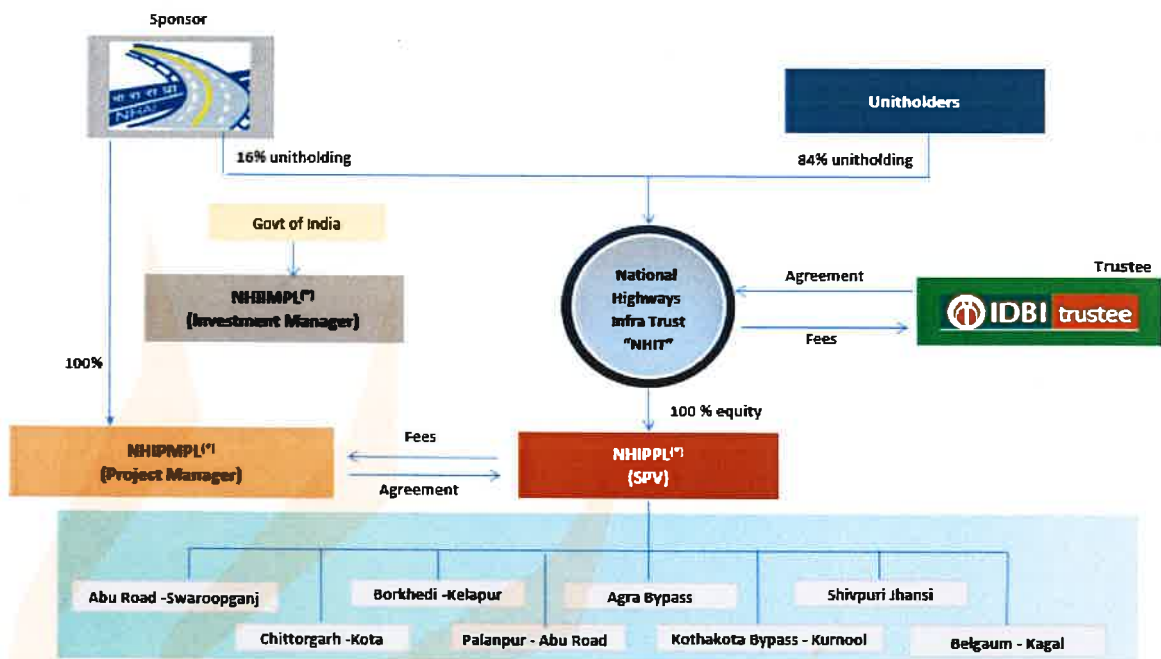 Sponsor
भा रा रा प्रा
NHAI
Unitholders
16% unitholding
84% unitholding
Govt of India
NHIIMPL(*)
(Investment Manager)
National
Highways
Infra Trust
"NHIT"
Agreement
Fees
Trustee
IDBI trustee
100%
100 % equity
NHIPMPL(*)
(Project Manager)
Fees
Agreement
NHIPPL(*)
(SPV)
Abu Road -Swaroopganj
Borkhedi -Kelapur
Agra Bypass
Shivpuri Jhansi
Chittorgarh -Kota
Palanpur - Abu Road
Kothakota Bypass - Kurnool
Belgaum - Kagal